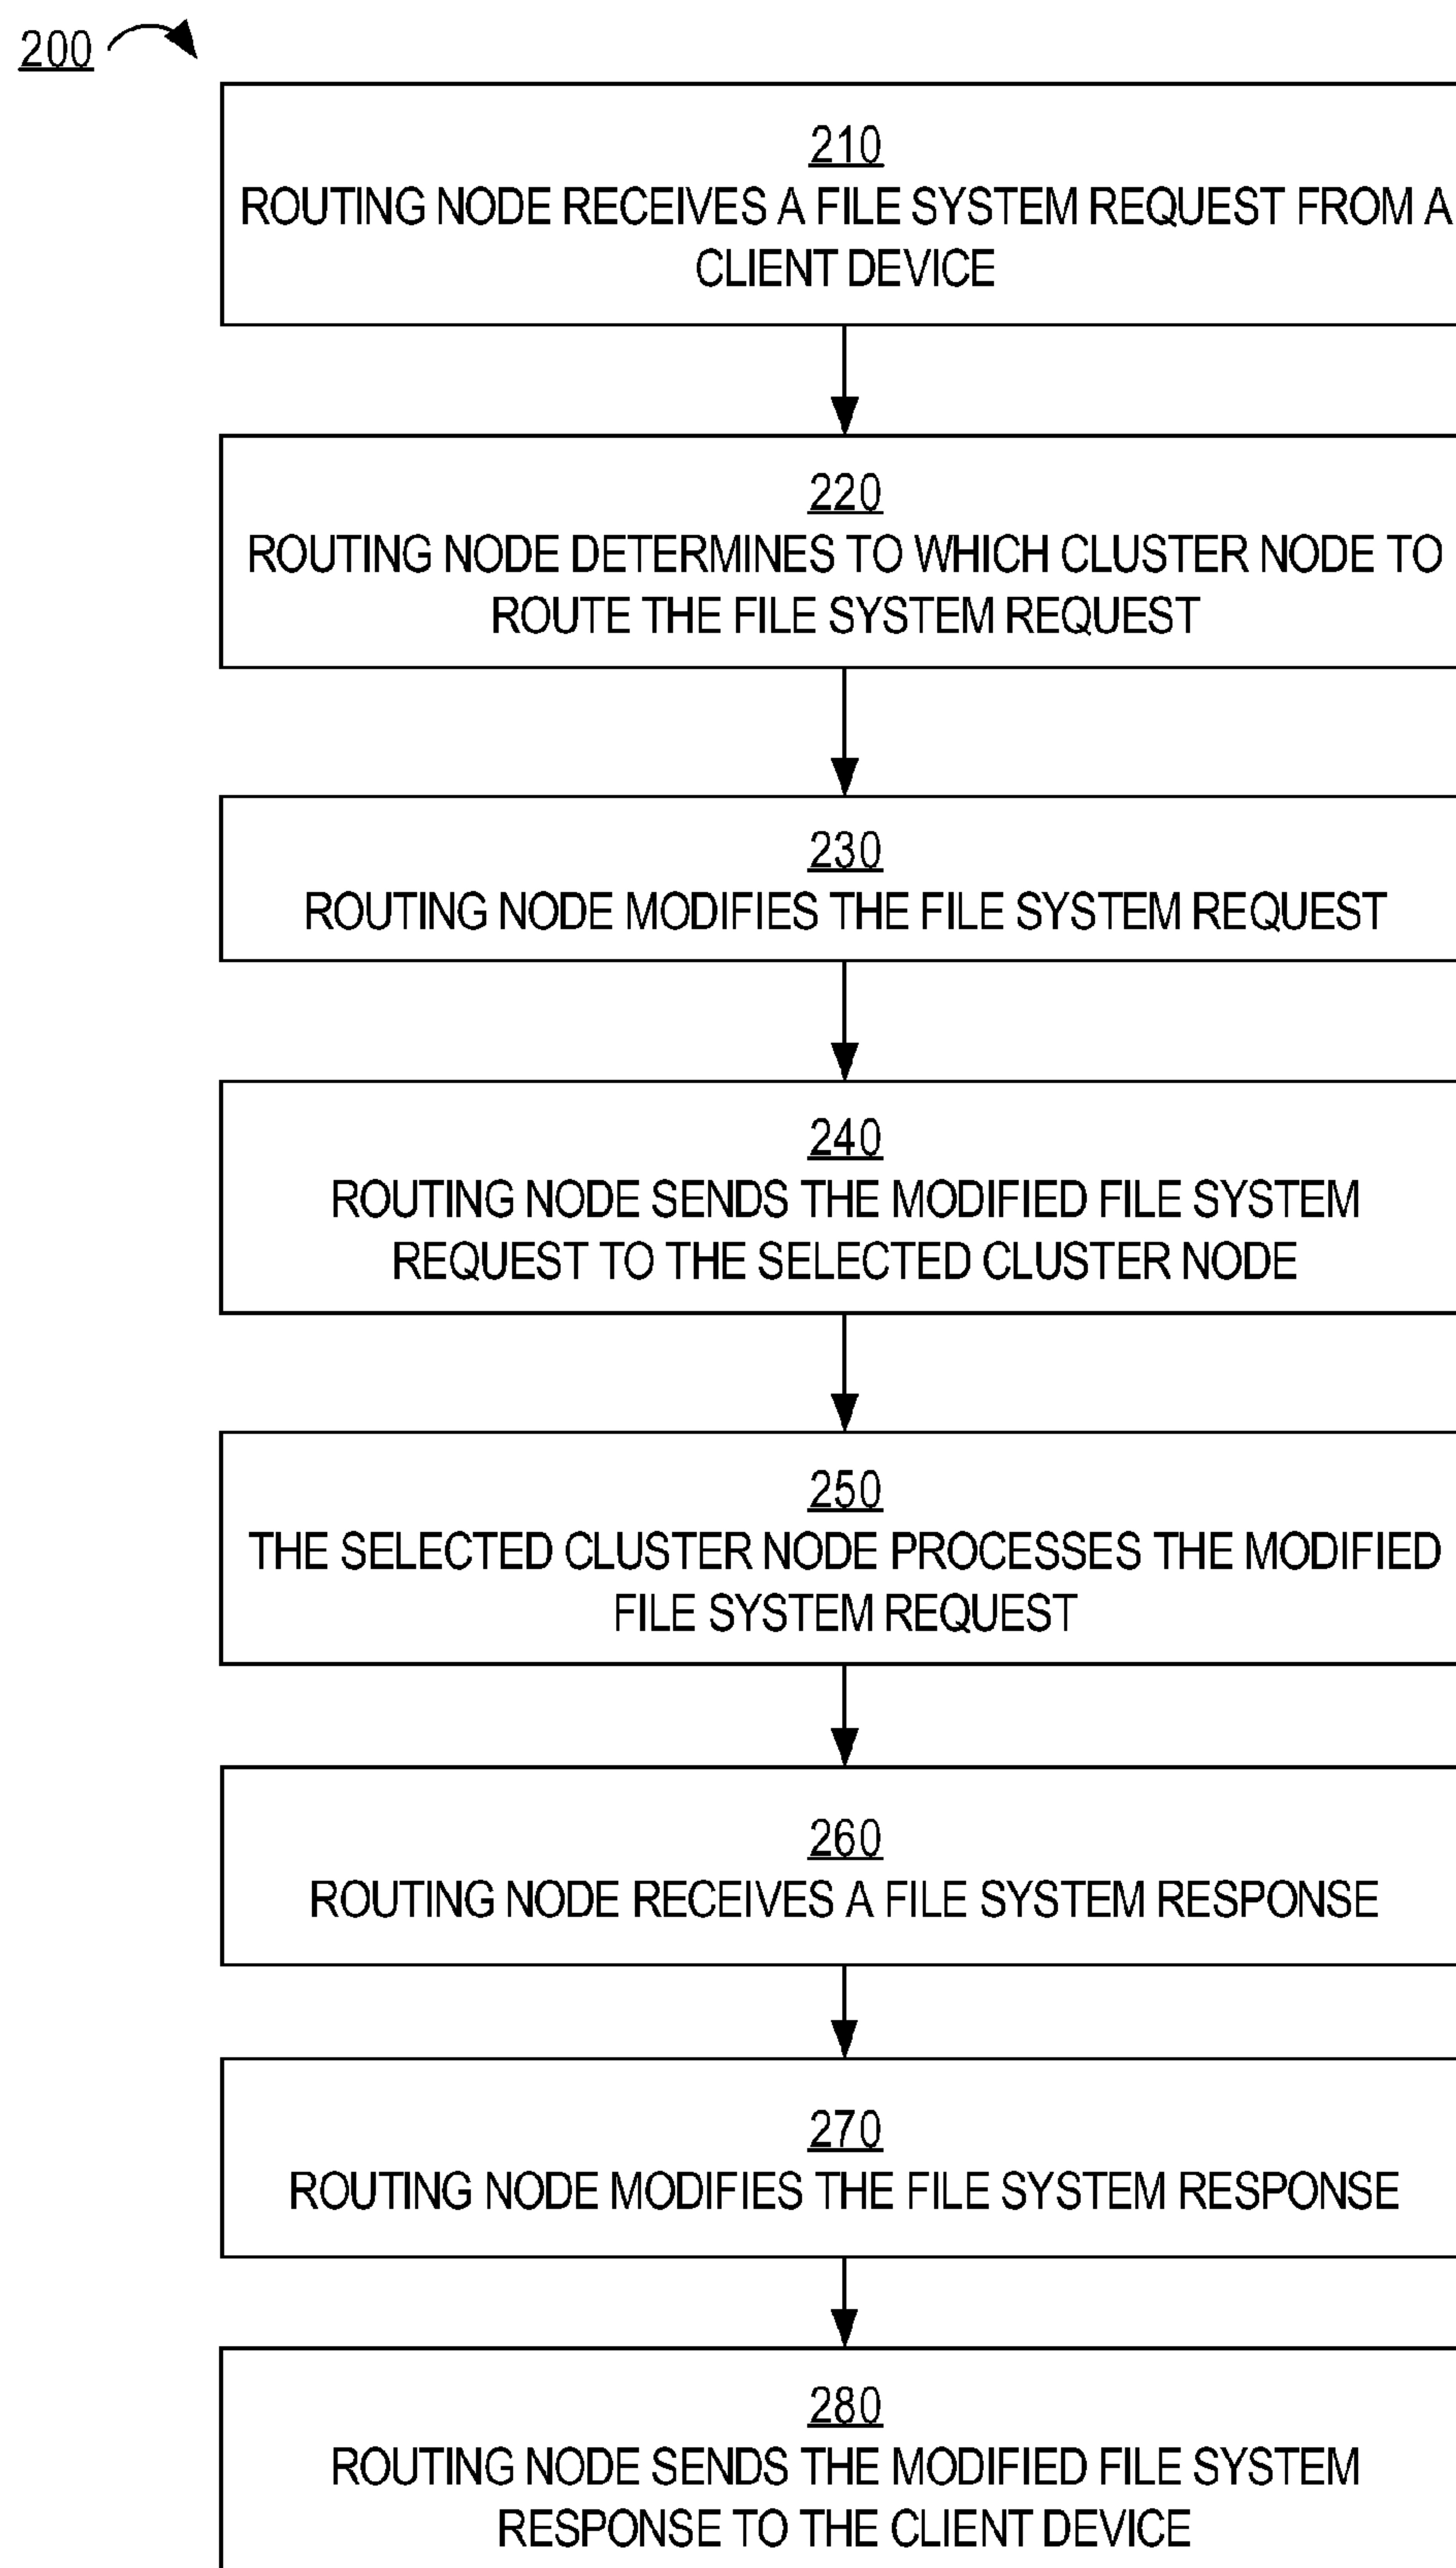 200
210
ROUTING NODE RECEIVES A FILE SYSTEM REQUEST FROM A
CLIENT DEVICE
220
ROUTING NODE DETERMINES TO WHICH CLUSTER NODE TO
ROUTE THE FILE SYSTEM REQUEST
230
ROUTING NODE MODIFIES THE FILE SYSTEM REQUEST
240
ROUTING NODE SENDS THE MODIFIED FILE SYSTEM
REQUEST TO THE SELECTED CLUSTER NODE
250
THE SELECTED CLUSTER NODE PROCESSES THE MODIFIED
FILE SYSTEM REQUEST
260
ROUTING NODE RECEIVES A FILE SYSTEM RESPONSE
270
ROUTING NODE MODIFIES THE FILE SYSTEM RESPONSE
280
ROUTING NODE SENDS THE MODIFIED FILE SYSTEM
RESPONSE TO THE CLIENT DEVICE